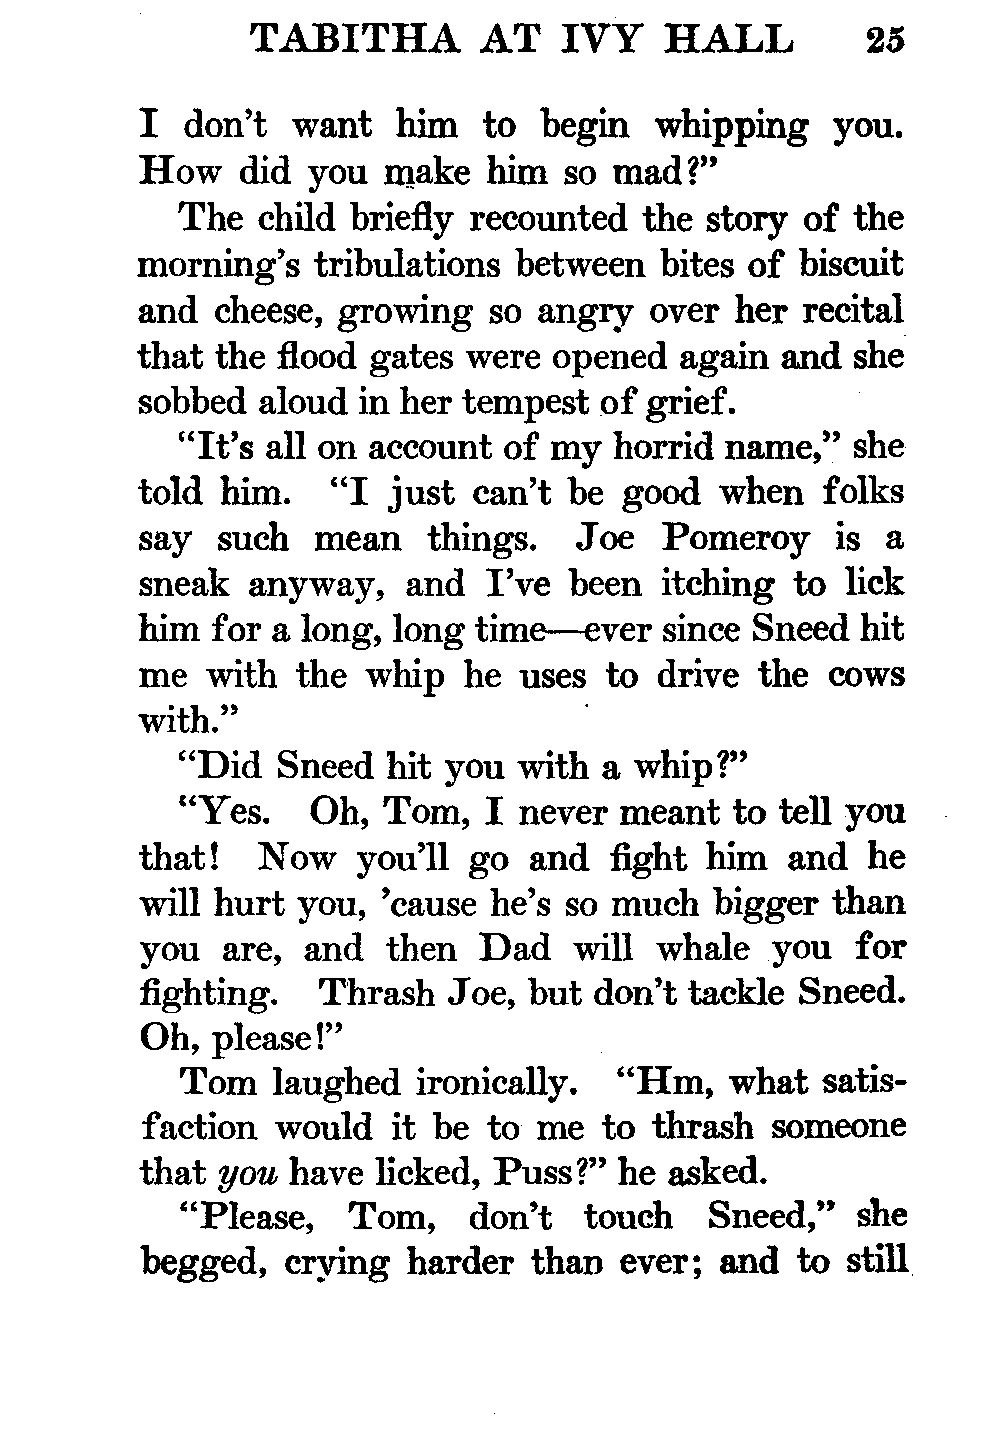 TABITHA AT IVY HALL 25
I don't want him to begin whipping you.
How did you make him so mad?"
The child briefly recounted the story of the
morning's tribulations between bites of biscuit
and cheese, growing so angry over her recital
that the flood gates were opened again and she
sobbed aloud in her tempest of grief.
"It's all on account of my horrid name," she
told him. "I just can't be good when folks
say such mean things. Joe Pomeroy is a
sneak anyway, and I've been itching to lick
him for a long, long time—ever since Sneed hit
me with the whip he uses to drive the cows
with."
"Did Sneed hit you with a whip?"
"Yes. Oh, Tom, I never meant to tell you
that! Now you'll go and fight him and he
will hurt you, 'cause he's so much bigger than
you are, and then Dad will whale you for
fighting. Thrash Joe, but don't tackle Sneed.
Oh, please!"
Tom laughed ironically. "Hm, what satis-
faction would it be to me to thrash someone
that you have licked, Puss?" he asked.
"Please, Tom, don't touch Sneed," she
begged, crying harder than ever; and to still